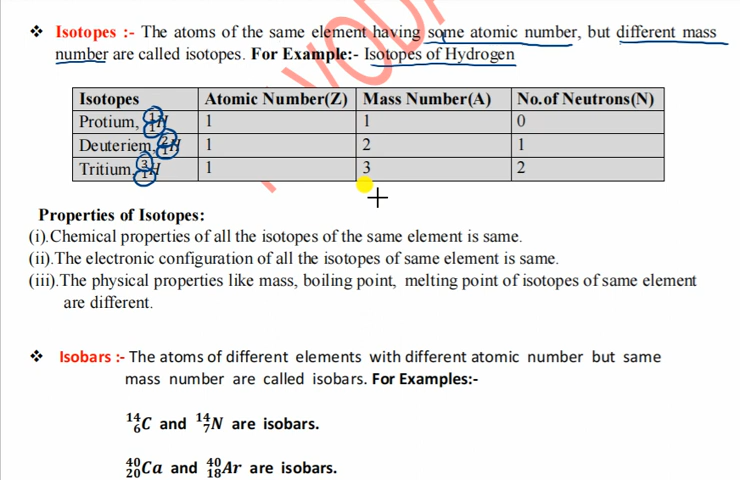 ❖ Isotopes :- The atoms of the same element having some atomic number, but different mass
number are called isotopes. For Example:- Isotopes of Hydrogen
Isotopes Atomic Number(Z) Mass Number(A) No.of Neutrons(N)
Protium, ¹₁H 1 1 0
Deuteriem, ²₁H 1 2 1
Tritium, ³₁H 1 3 2
Properties of Isotopes:
(i).Chemical properties of all the isotopes of the same element is same.
(ii).The electronic configuration of all the isotopes of same element is same.
(iii).The physical properties like mass, boiling point, melting point of isotopes of same element
are different.
❖ Isobars :- The atoms of different elements with different atomic number but same
mass number are called isobars. For Examples:-
¹⁴₆C and ¹⁴₇N are isobars.
⁴⁰₂₀Ca and ⁴⁰₁₈Ar are isobars.